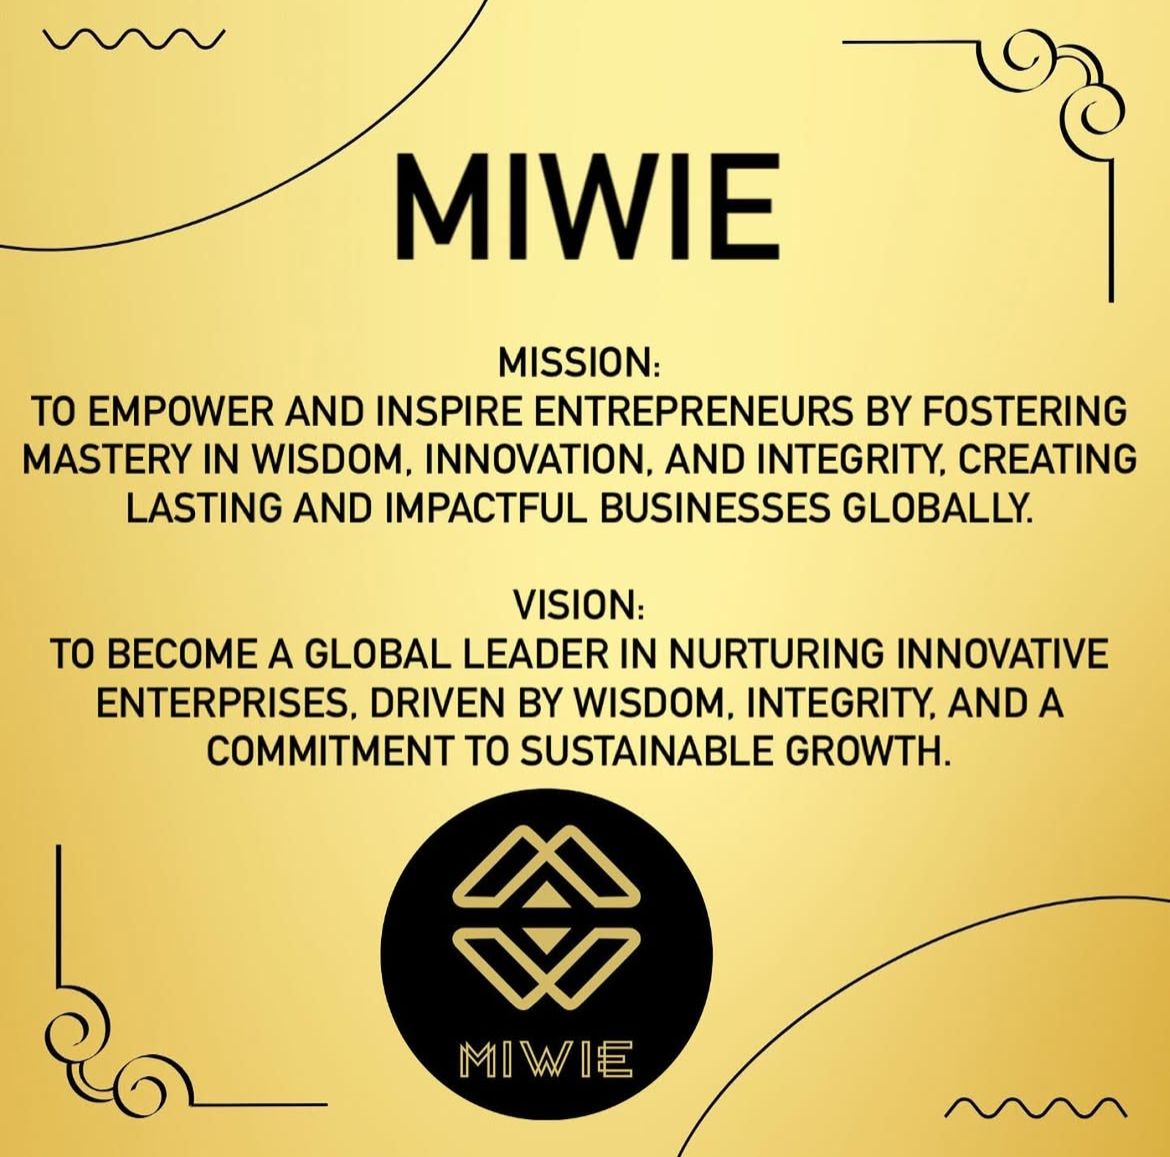 MIWIE
MISSION:
TO EMPOWER AND INSPIRE ENTREPRENEURS BY FOSTERING
MASTERY IN WISDOM, INNOVATION, AND INTEGRITY, CREATING
LASTING AND IMPACTFUL BUSINESSES GLOBALLY.
VISION:
TO BECOME A GLOBAL LEADER IN NURTURING INNOVATIVE
ENTERPRISES, DRIVEN BY WISDOM, INTEGRITY, AND A
COMMITMENT TO SUSTAINABLE GROWTH.
MIWIE